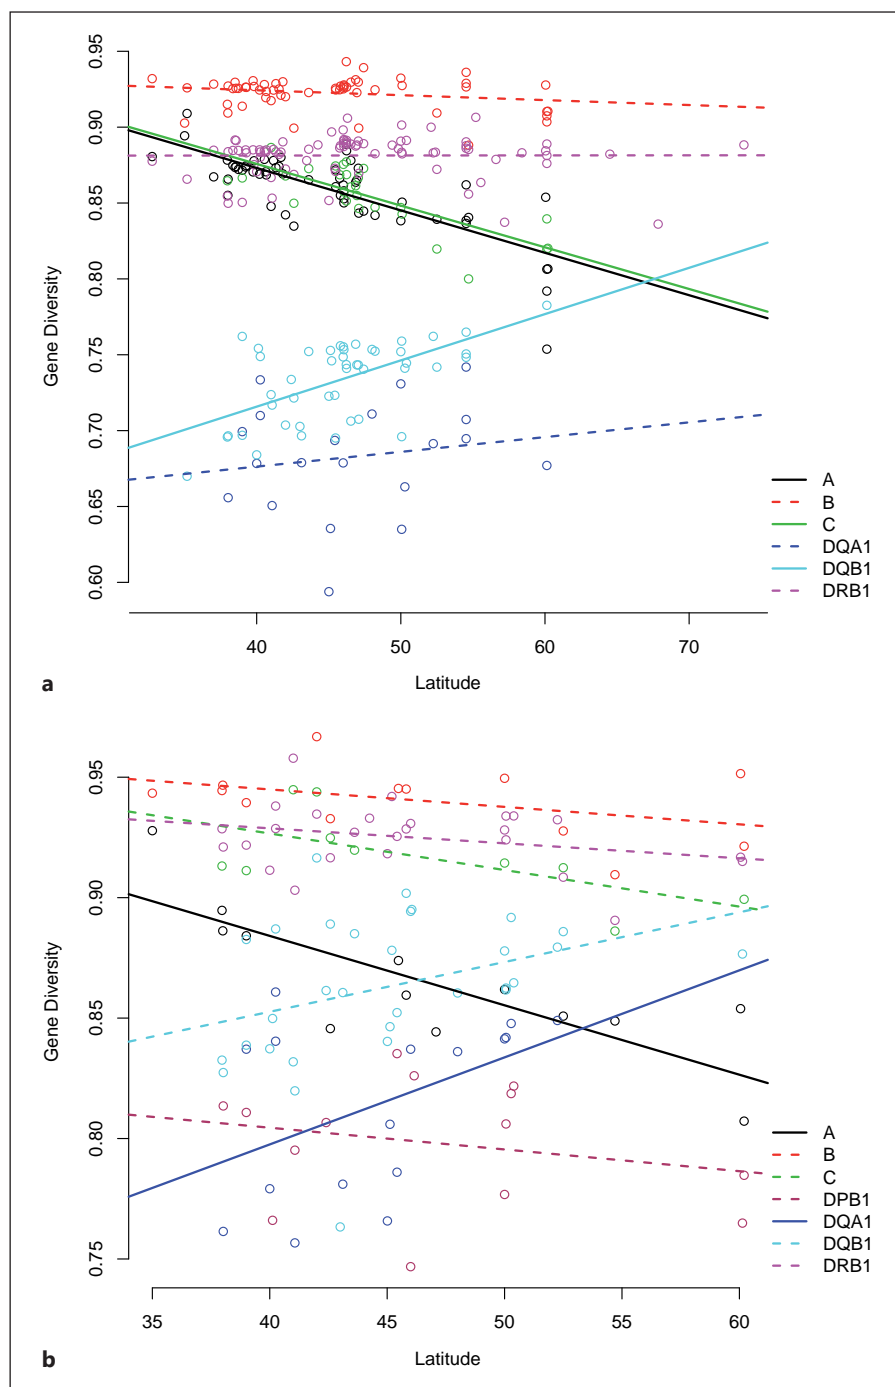 0.95
0.90
0.85
0.80
0.75
0.70
0.65
0.60
Gene Diversity
A
B
C
DQA1
DQB1
DRB1
40 50 60 70
Latitude
a
0.95
0.90
0.85
0.80
0.75
Gene Diversity
A
B
C
DPB1
DQA1
DQB1
DRB1
35 40 45 50 55 60
Latitude
b